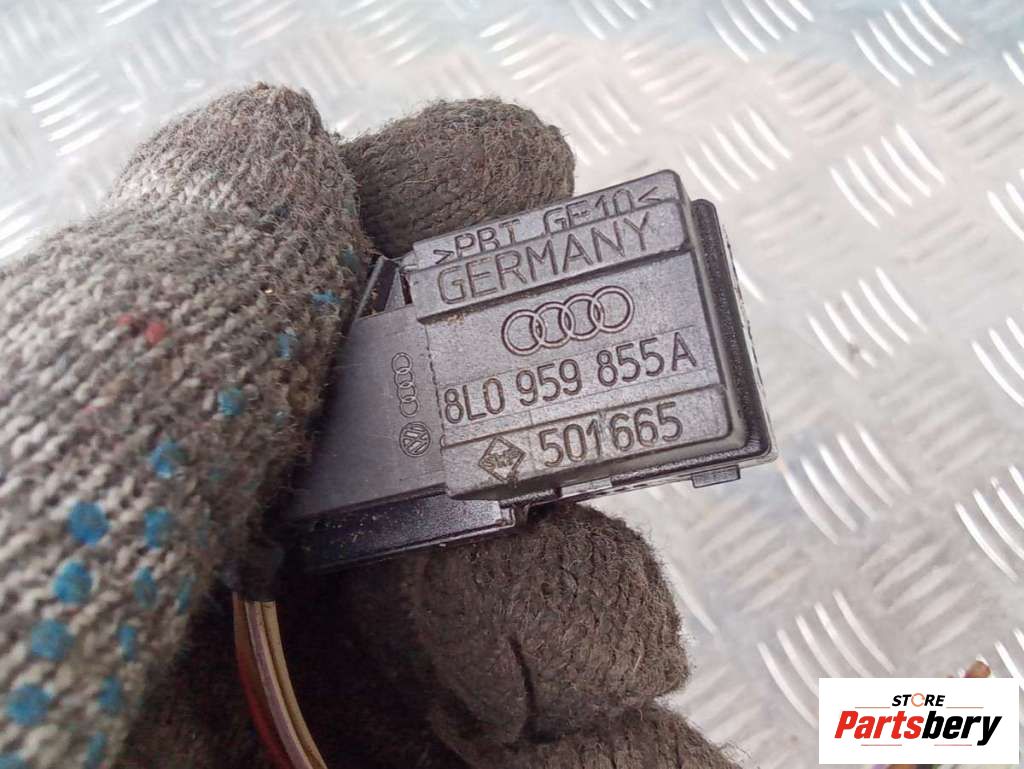 >PBT GF10<
GERMANY
8L0 959 855A
501665
STORE
Partsbery